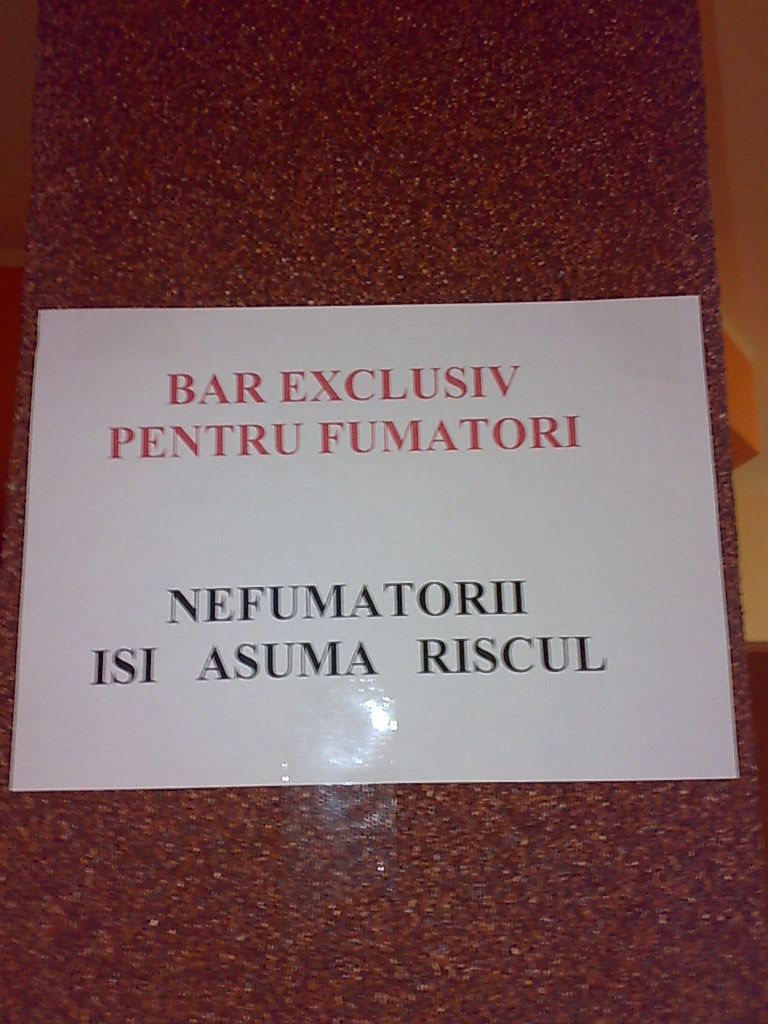 BAR EXCLUSIV
PENTRU FUMATORI
NEFUMATORII
ISI ASUMA RISCUL